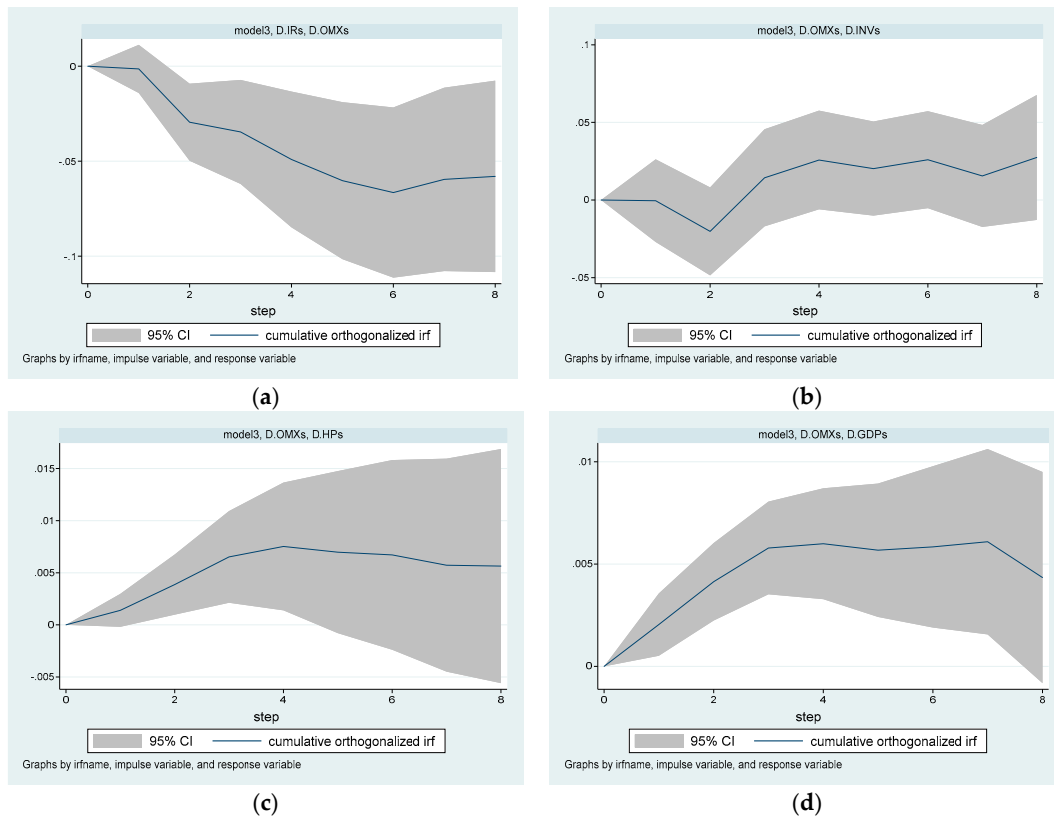 model3, D.IRs, D.OMXs
0
-.05
-.1
0 2 4 6 8
step
95% CI cumulative orthogonalized irf
Graphs by irfname, impulse variable, and response variable
(a)
model3, D.OMXs, D.INVs
.1
.05
0
-.05
0 2 4 6 8
step
95% CI cumulative orthogonalized irf
Graphs by irfname, impulse variable, and response variable
(b)
model3, D.OMXs, D.HPs
.015
.01
.005
0
-.005
0 2 4 6 8
step
95% CI cumulative orthogonalized irf
Graphs by irfname, impulse variable, and response variable
(c)
model3, D.OMXs, D.GDPs
.01
.005
0
0 2 4 6 8
step
95% CI cumulative orthogonalized irf
Graphs by irfname, impulse variable, and response variable
(d)